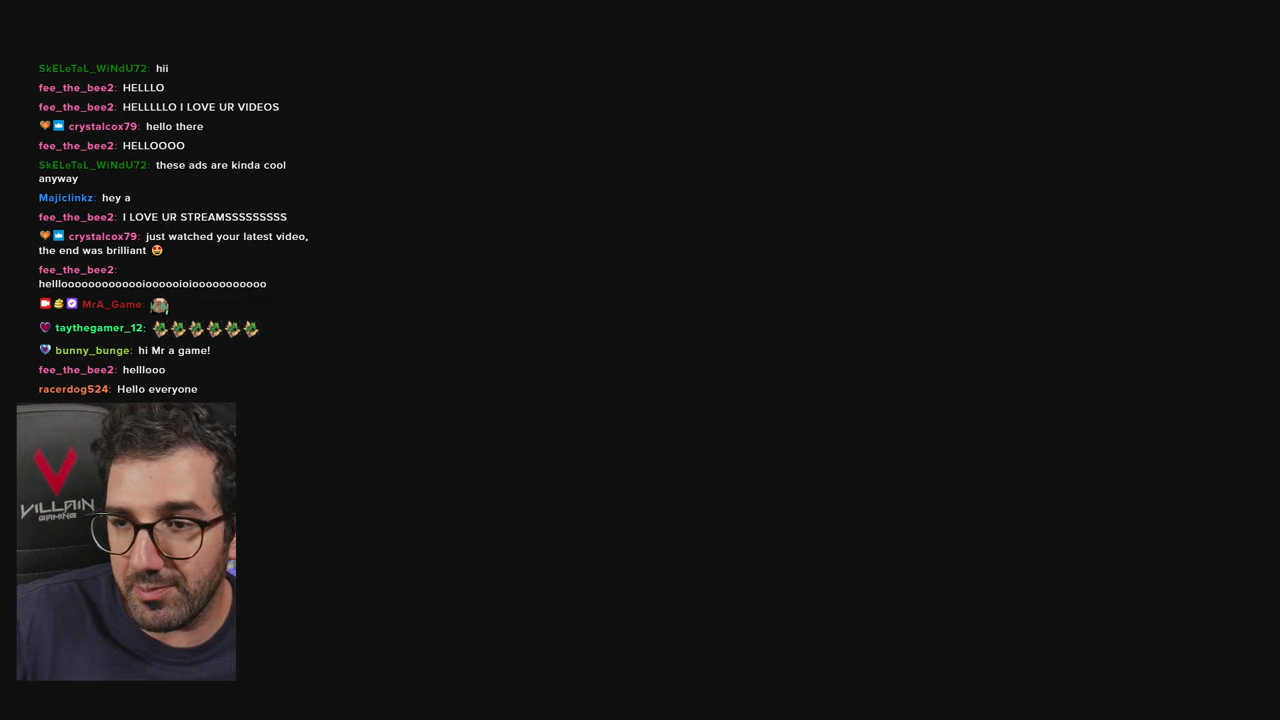 SkELeTaL_WiNdU72: hii
fee_the_bee2: HELLLO
fee_the_bee2: HELLLLLO I LOVE UR VIDEOS
crystalcox79: hello there
fee_the_bee2: HELLOOOO
SkELeTaL_WiNdU72: these ads are kinda cool
anyway
Majiclinkz: hey a
fee_the_bee2: I LOVE UR STREAMSSSSSSSSS
crystalcox79: just watched your latest video,
the end was brilliant 🤩
fee_the_bee2:
hellloooooooooooioooooioioooooooooooo
MrA_Game:
taythegamer_12:
bunny_bunge: hi Mr a game!
fee_the_bee2: helllooo
racerdog524: Hello everyone
VILLAIN
GAMING